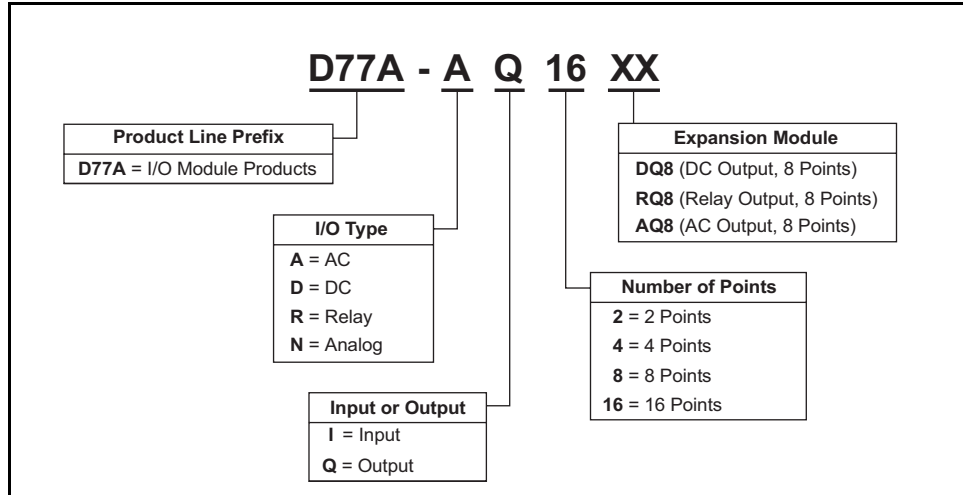 D77A - A Q 16 XX
Product Line Prefix
D77A = I/O Module Products
Expansion Module
DQ8 (DC Output, 8 Points)
RQ8 (Relay Output, 8 Points)
AQ8 (AC Output, 8 Points)
I/O Type
A = AC
D = DC
R = Relay
N = Analog
Number of Points
2 = 2 Points
4 = 4 Points
8 = 8 Points
16 = 16 Points
Input or Output
I = Input
Q = Output